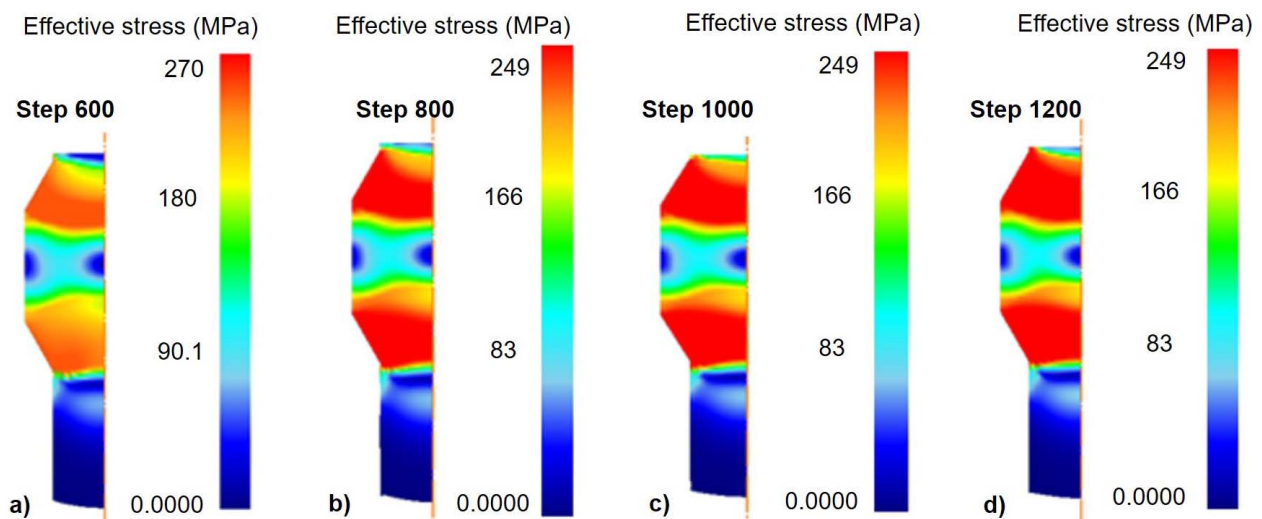 Effective stress (MPa)
270
Step 600
180
90.1
0.0000
a)
Effective stress (MPa)
249
Step 800
166
83
0.0000
b)
Effective stress (MPa)
249
Step 1000
166
83
0.0000
c)
Effective stress (MPa)
249
Step 1200
166
83
0.0000
d)